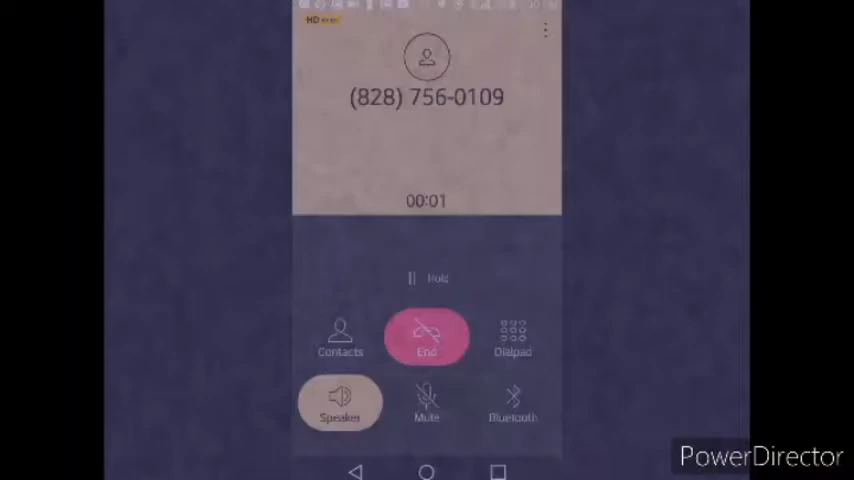 HD
(828) 756-0109
00:01
Hold
Contacts
End
Dialpad
Speaker
Mute
Bluetooth
PowerDirector